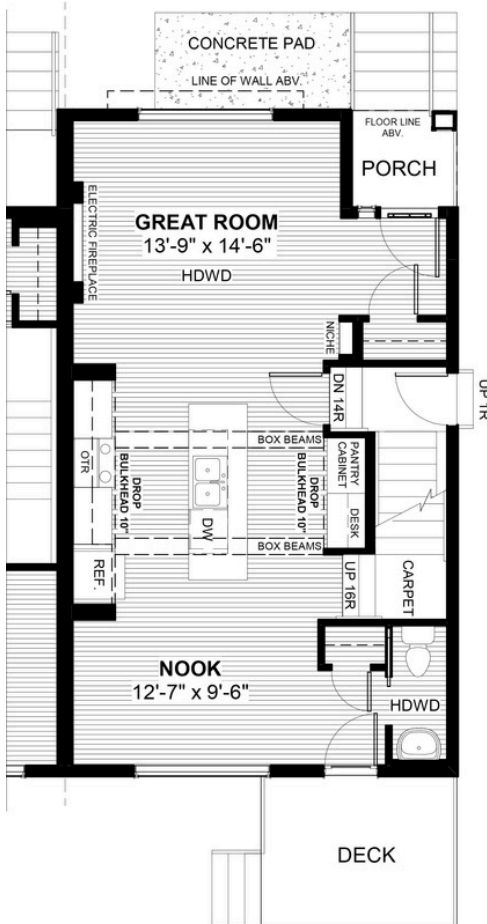 CONCRETE PAD
LINE OF WALL ABV.
FLOOR LINE
ABV.
PORCH
ELECTRIC FIREPLACE
GREAT ROOM
13'-9" x 14'-6"
HDWD
NICHE
DN 14R
UP 1R
BOX BEAMS
OTR
DROP
BULKHEAD 10"
DROP
BULKHEAD 10"
PANTRY
CABINET
DESK
DW
BOX BEAMS
REF.
UP 16R
CARPET
NOOK
12'-7" x 9'-6"
HDWD
DECK